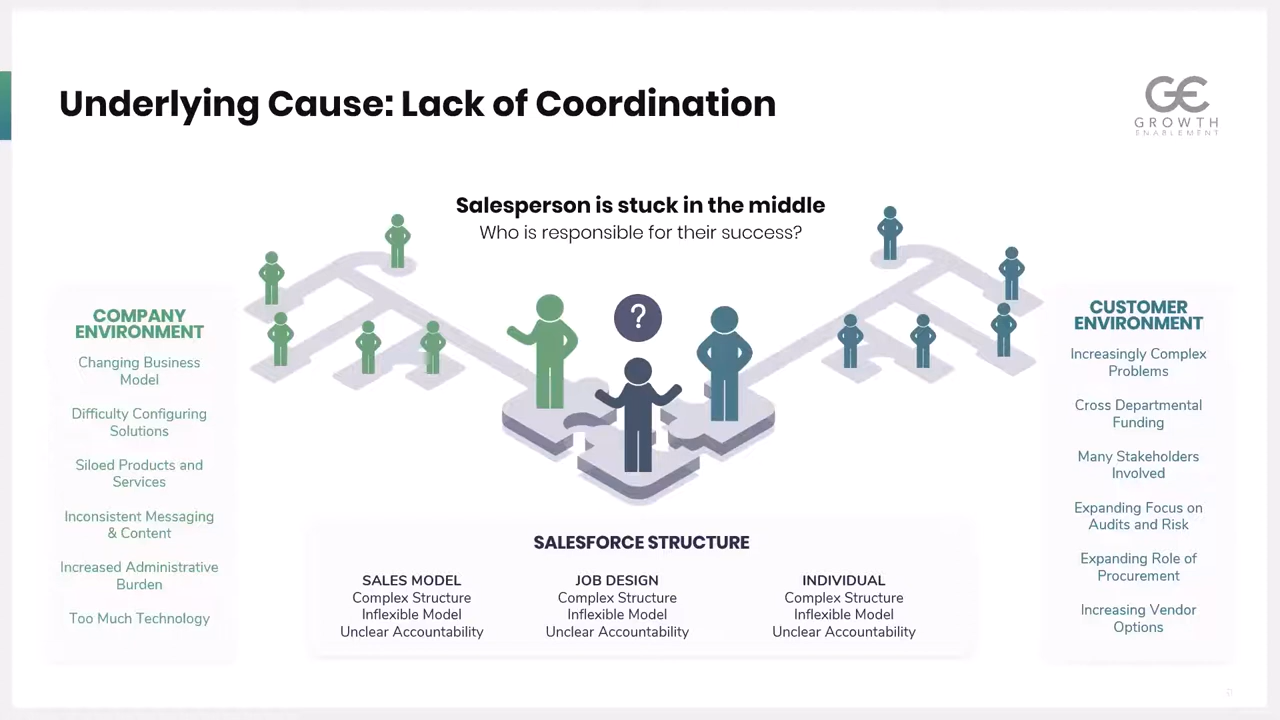 Underlying Cause: Lack of Coordination
GE
GROWTH
ENABLEMENT
Salesperson is stuck in the middle
Who is responsible for their success?
?
COMPANY
ENVIRONMENT
Changing Business
Model
Difficulty Configuring
Solutions
Siloed Products and
Services
Inconsistent Messaging
& Content
Increased Administrative
Burden
Too Much Technology
CUSTOMER
ENVIRONMENT
Increasingly Complex
Problems
Cross Departmental
Funding
Many Stakeholders
Involved
Expanding Focus on
Audits and Risk
Expanding Role of
Procurement
Increasing Vendor
Options
SALESFORCE STRUCTURE
SALES MODEL
Complex Structure
Inflexible Model
Unclear Accountability
JOB DESIGN
Complex Structure
Inflexible Model
Unclear Accountability
INDIVIDUAL
Complex Structure
Inflexible Model
Unclear Accountability